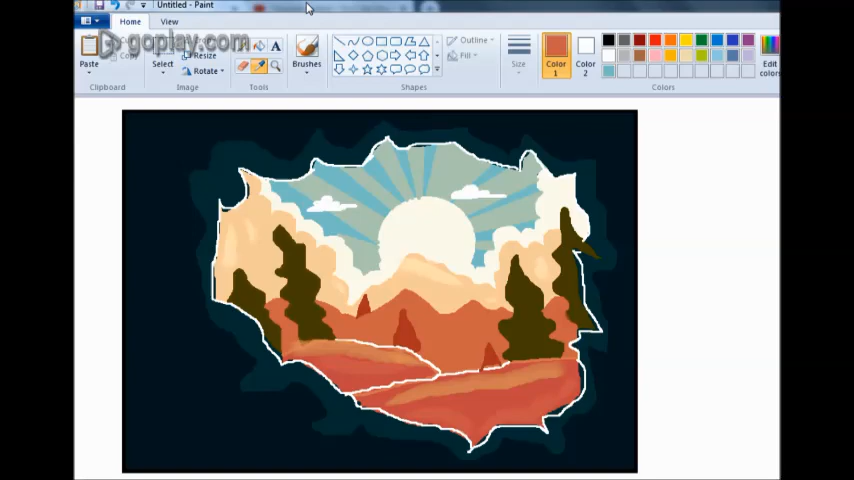 Untitled - Paint
Home View
goplay.com
Paste
Copy
Select
Resize
Rotate
Brushes
Outline
Fill
Size
Color 1
Color 2
Edit colors
Clipboard Image Tools Shapes Colors
A